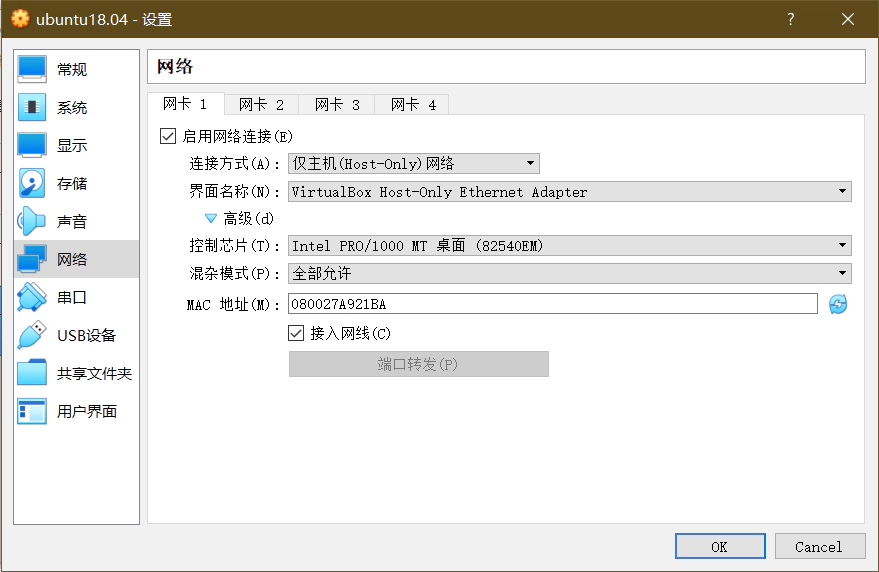 ubuntu18.04 - 设置
?
常规
系统
显示
存储
声音
网络
串口
USB设备
共享文件夹
用户界面
网络
网卡 1 网卡 2 网卡 3 网卡 4
启用网络连接(E)
连接方式(A): 仅主机(Host-Only)网络
界面名称(N): VirtualBox Host-Only Ethernet Adapter
高级(d)
控制芯片(T): Intel PRO/1000 MT 桌面 (82540EM)
混杂模式(P): 全部允许
MAC 地址(M): 080027A921BA
接入网线(C)
端口转发(P)
OK Cancel